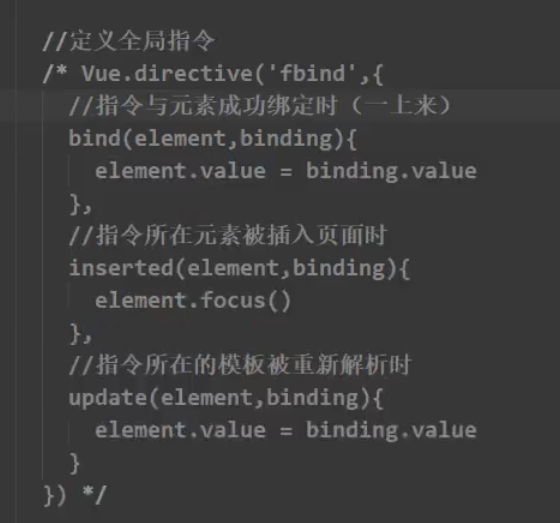 //定义全局指令
/* Vue.directive('fbind',{
//指令与元素成功绑定时（一上来）
bind(element,binding){
element.value = binding.value
},
//指令所在元素被插入页面时
inserted(element,binding){
element.focus()
},
//指令所在的模板被重新解析时
update(element,binding){
element.value = binding.value
}
}) */